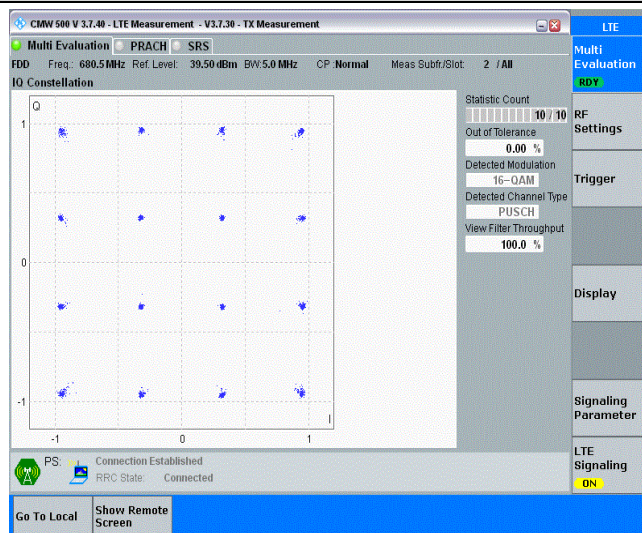 CMW 500 V 3.7.40 - LTE Measurement - V3.7.30 - TX Measurement
LTE
Multi Evaluation PRACH SRS
FDD Freq.: 680.5 MHz Ref. Level: 39.50 dBm BW: 5.0 MHz CP :Normal Meas Subfr./Slot: 2 / All
IQ Constellation
Q
1
0
-1
I
-1 0 1
Statistic Count
10 / 10
Out of Tolerance
0.00 %
Detected Modulation
16-QAM
Detected Channel Type
PUSCH
View Filter Throughput
100.0 %
Multi
Evaluation
RDY
RF
Settings
Trigger
Display
Signaling
Parameter
LTE
Signaling
ON
PS: Connection Established
RRC State: Connected
Go To Local
Show Remote
Screen